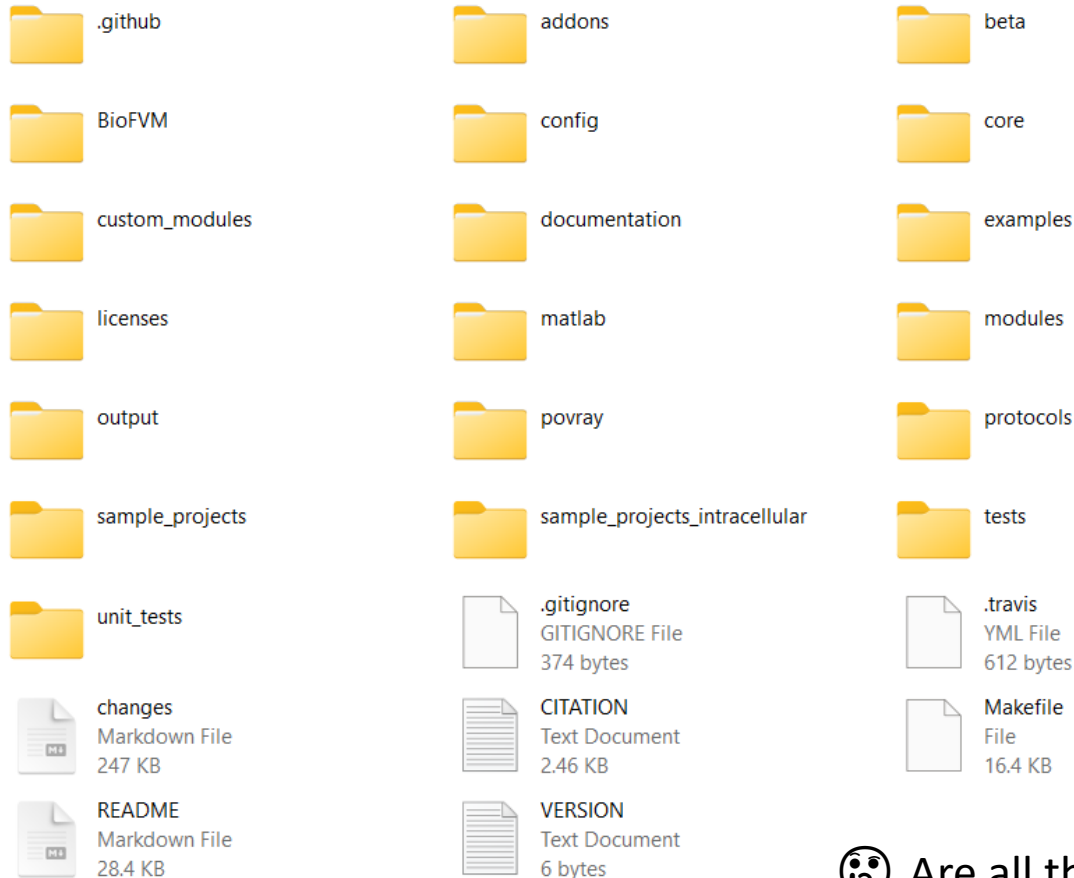 .github
addons
beta
BioFVM
config
core
custom_modules
documentation
examples
licenses
matlab
modules
output
povray
protocols
sample_projects
sample_projects_intracellular
tests
unit_tests
.gitignore
GITIGNORE File
374 bytes
.travis
YML File
612 bytes
changes
Markdown File
247 KB
CITATION
Text Document
2.46 KB
Makefile
File
16.4 KB
README
Markdown File
28.4 KB
VERSION
Text Document
6 bytes
Are all th